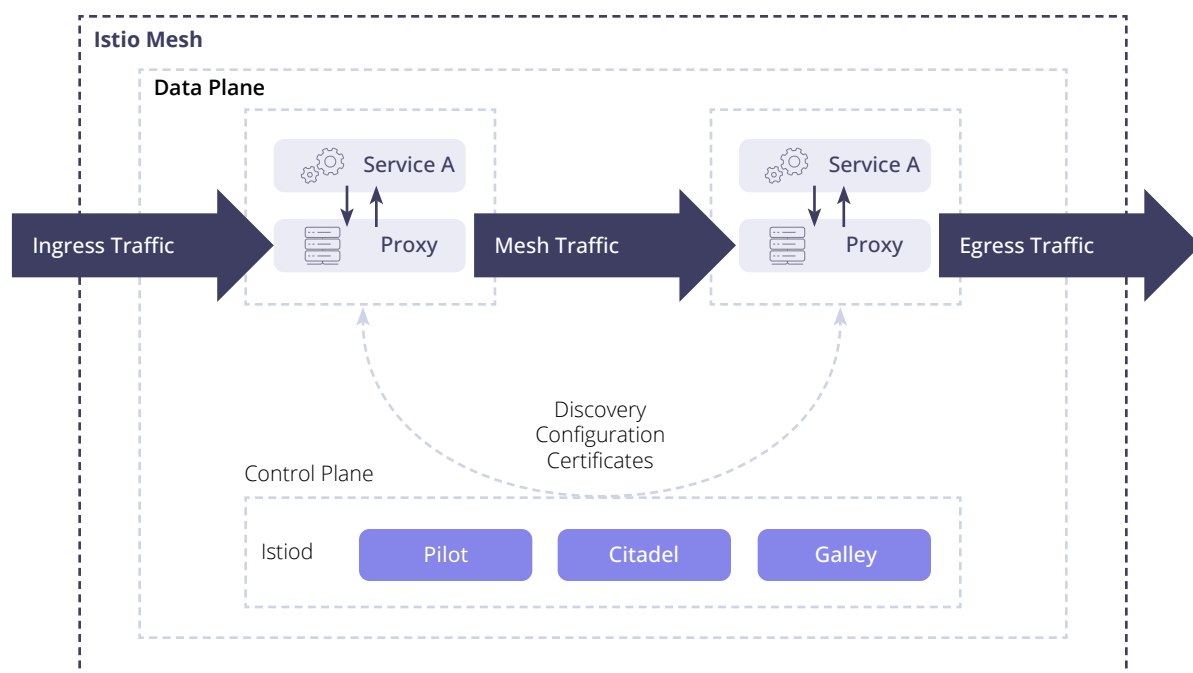 Istio Mesh
Data Plane
Service A
Service A
Ingress Traffic
Proxy
Mesh Traffic
Proxy
Egress Traffic
Discovery
Configuration
Certificates
Control Plane
Istiod
Pilot
Citadel
Galley